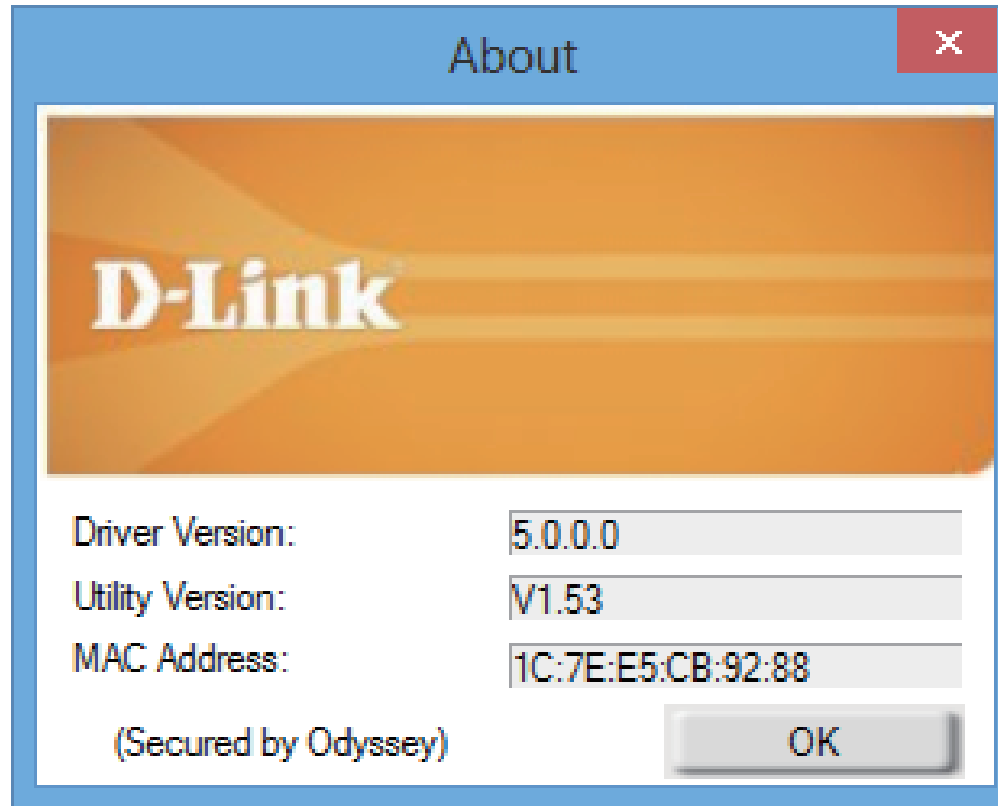 About
D-Link
Driver Version: 5.0.0.0
Utility Version: V1.53
MAC Address: 1C:7E:E5:CB:92:88
(Secured by Odyssey) OK